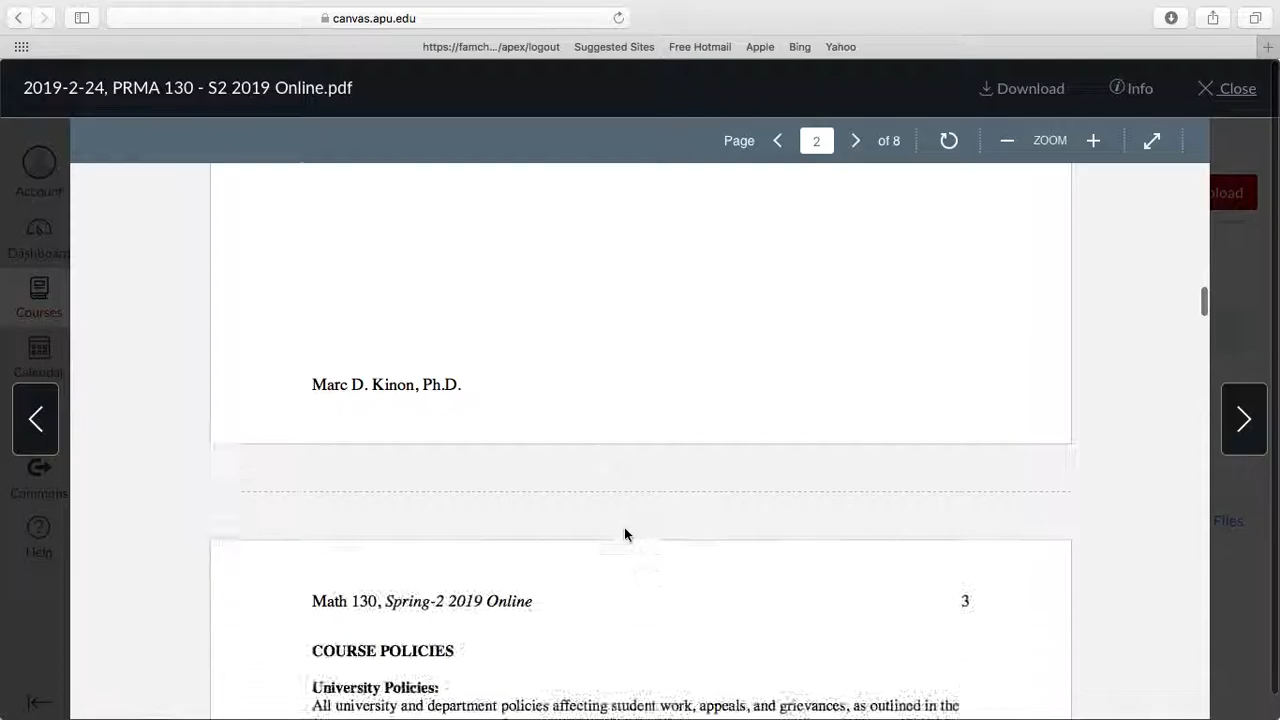 canvas.apu.edu
https://famch.../apex/logout Suggested Sites Free Hotmail Apple Bing Yahoo
2019-2-24, PRMA 130 - S2 2019 Online.pdf
Download Info Close
Page 2 of 8 ZOOM
Account
Dashboard
Courses
Calendar
Commons
Help
oload
Files
Marc D. Kinon, Ph.D.
Math 130, Spring-2 2019 Online 3
COURSE POLICIES
University Policies:
All university and department policies affecting student work, appeals, and grievances, as outlined in the